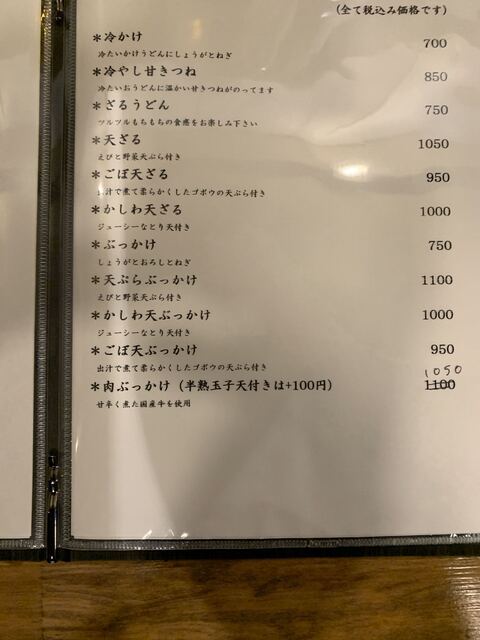 (全て税込み価格です)
＊冷かけ 700
冷たいかけうどんにしょうがとねぎ
＊冷やし甘きつね 850
冷たいおうどんに温かい甘きつねがのってます
＊ざるうどん 750
ツルツルもちもちの食感をお楽しみ下さい
＊天ざる 1050
えびと野菜天ぷら付き
＊ごぼ天ざる 950
出汁で煮て柔らかくしたゴボウの天ぷら付き
＊かしわ天ざる 1000
ジューシーなとり天付き
＊ぶっかけ 750
しょうがとおろしとねぎ
＊天ぷらぶっかけ 1100
えびと野菜天ぷら付き
＊かしわ天ぶっかけ 1000
ジューシーなとり天付き
＊ごぼ天ぶっかけ 950
出汁で煮て柔らかくしたゴボウの天ぷら付き
1050
＊肉ぶっかけ（半熟玉子天付きは+100円） 1100
甘辛く煮た国産牛を使用